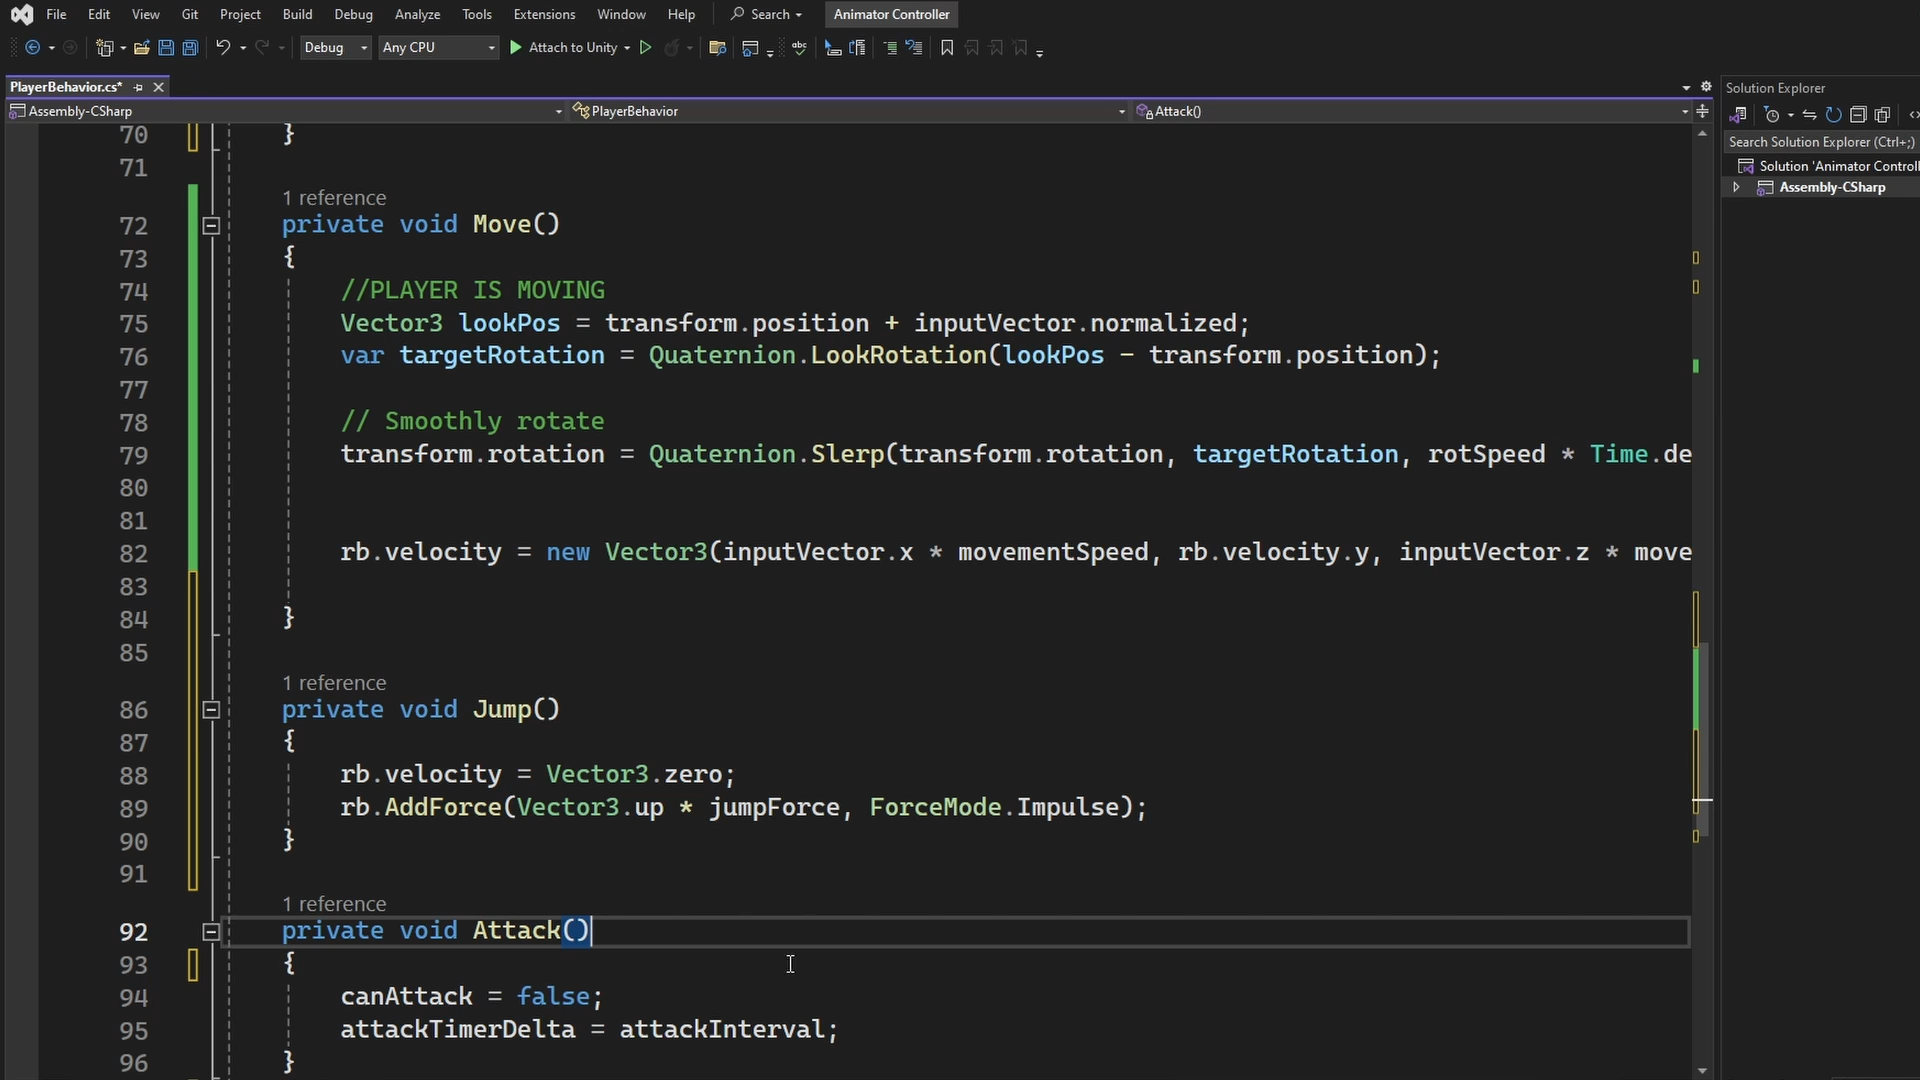 File Edit View Git Project Build Debug Analyze Tools Extensions Window Help Search Animator Controller
Debug Any CPU Attach to Unity
PlayerBehavior.cs*
Solution Explorer
Assembly-CSharp PlayerBehavior Attack()
Search Solution Explorer (Ctrl+;)
Solution 'Animator Controll
Assembly-CSharp
70 }
71
1 reference
72 private void Move()
73 {
74 //PLAYER IS MOVING
75 Vector3 lookPos = transform.position + inputVector.normalized;
76 var targetRotation = Quaternion.LookRotation(lookPos - transform.position);
77
78 // Smoothly rotate
79 transform.rotation = Quaternion.Slerp(transform.rotation, targetRotation, rotSpeed * Time.de
80
81
82 rb.velocity = new Vector3(inputVector.x * movementSpeed, rb.velocity.y, inputVector.z * move
83
84 }
85
1 reference
86 private void Jump()
87 {
88 rb.velocity = Vector3.zero;
89 rb.AddForce(Vector3.up * jumpForce, ForceMode.Impulse);
90 }
91
1 reference
92 private void Attack()
93 {
94 canAttack = false;
95 attackTimerDelta = attackInterval;
96 }